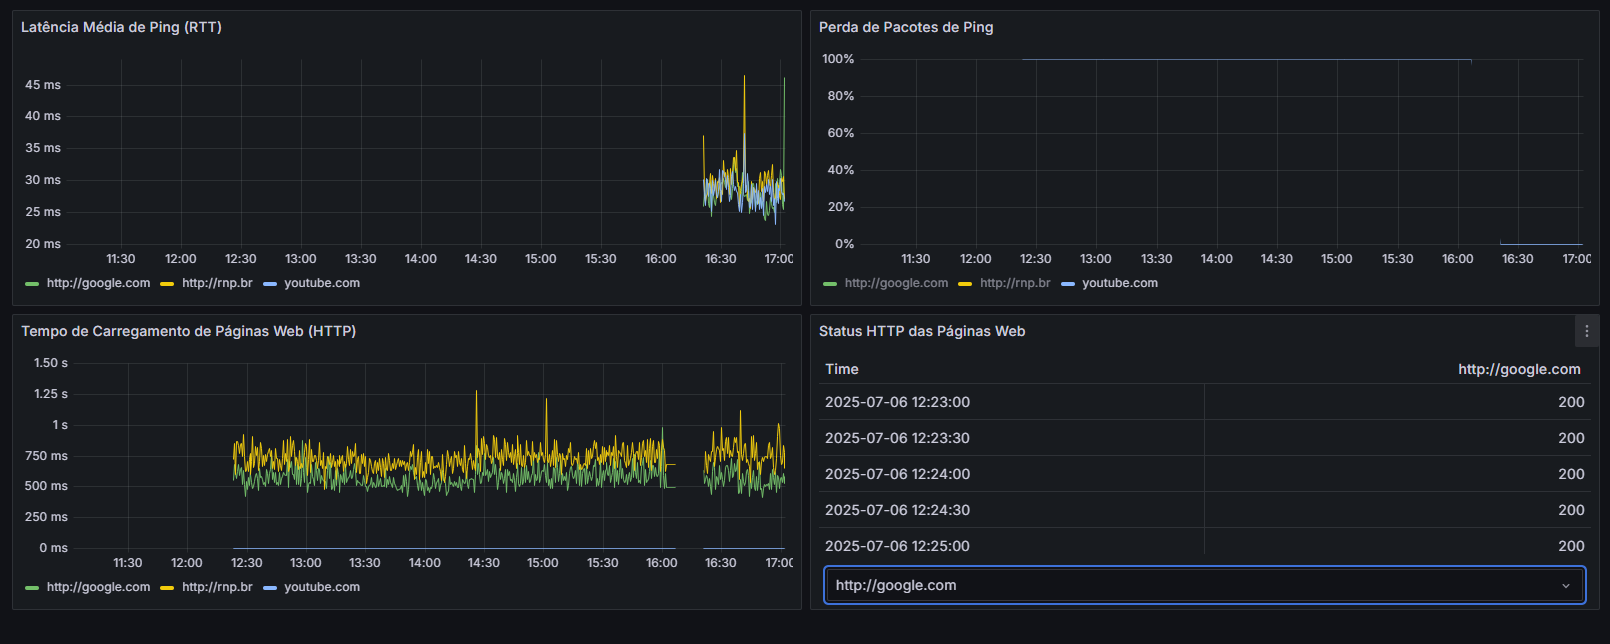 Latência Média de Ping (RTT)
45 ms
40 ms
35 ms
30 ms
25 ms
20 ms
11:30 12:00 12:30 13:00 13:30 14:00 14:30 15:00 15:30 16:00 16:30 17:00
http://google.com http://rnp.br youtube.com
Perda de Pacotes de Ping
100%
80%
60%
40%
20%
0%
11:30 12:00 12:30 13:00 13:30 14:00 14:30 15:00 15:30 16:00 16:30 17:00
http://google.com http://rnp.br youtube.com
Tempo de Carregamento de Páginas Web (HTTP)
1.50 s
1.25 s
1 s
750 ms
500 ms
250 ms
0 ms
11:30 12:00 12:30 13:00 13:30 14:00 14:30 15:00 15:30 16:00 16:30 17:00
http://google.com http://rnp.br youtube.com
Status HTTP das Páginas Web
Time http://google.com
2025-07-06 12:23:00 200
2025-07-06 12:23:30 200
2025-07-06 12:24:00 200
2025-07-06 12:24:30 200
2025-07-06 12:25:00 200
http://google.com